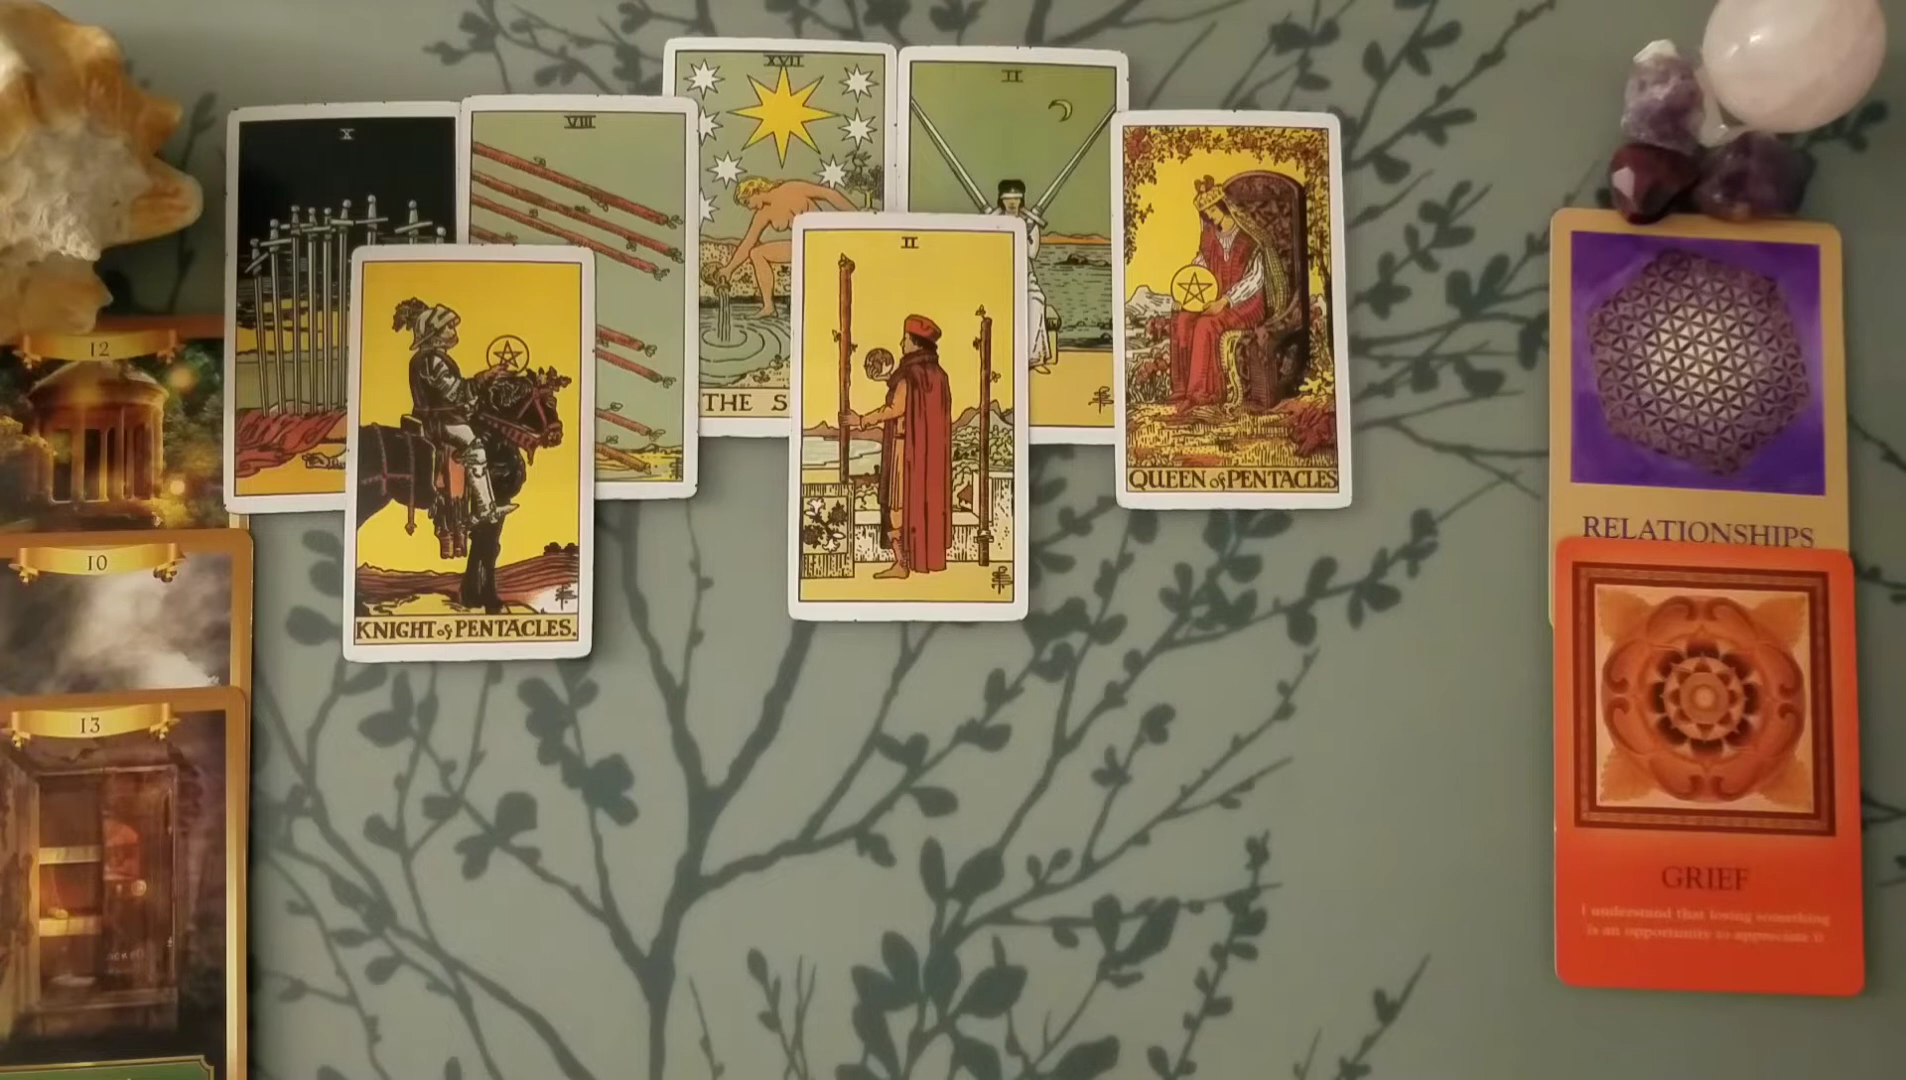 XVII
II
X
VIII
THE S
II
QUEEN of PENTACLES
KNIGHT of PENTACLES.
12
10
13
RELATIONSHIPS
GRIEF
I understand that losing something
is an opportunity to appreciate it